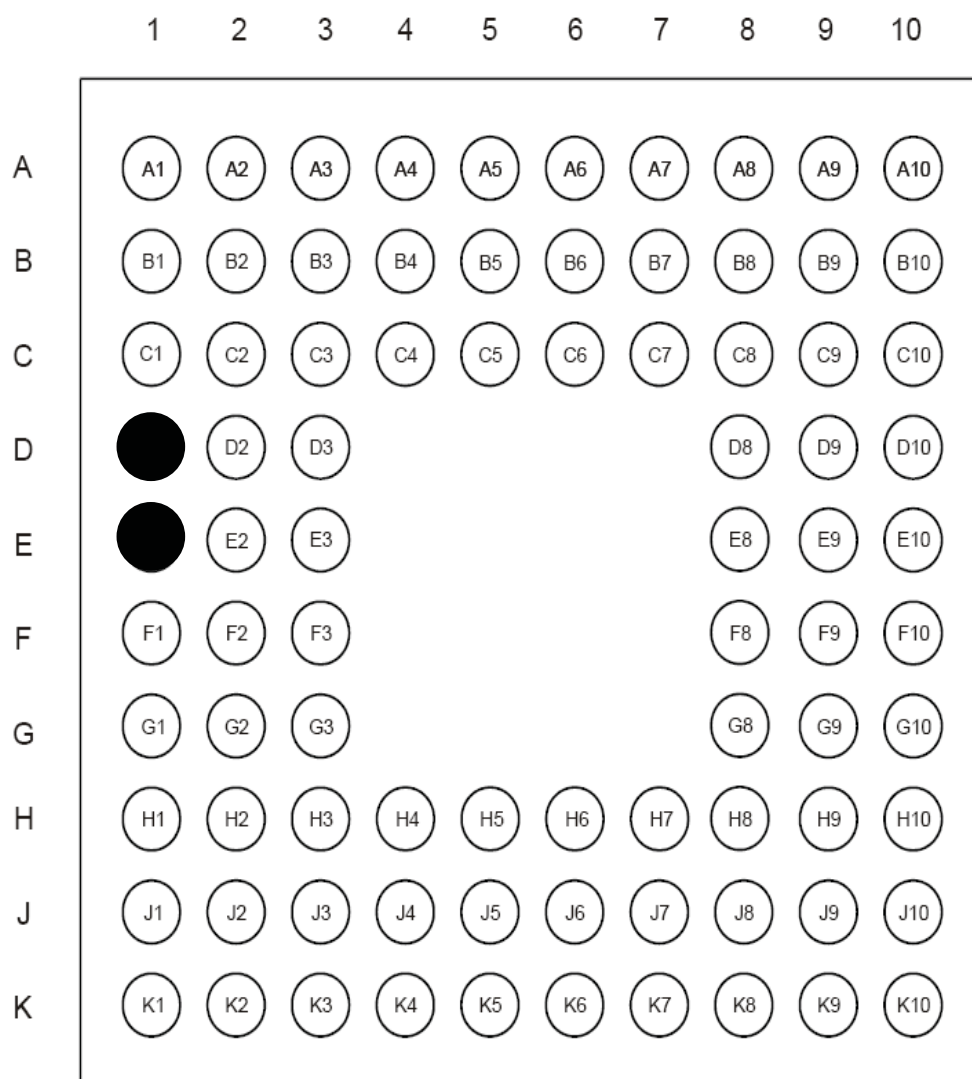 1 2 3 4 5 6 7 8 9 10
A A1 A2 A3 A4 A5 A6 A7 A8 A9 A10
B B1 B2 B3 B4 B5 B6 B7 B8 B9 B10
C C1 C2 C3 C4 C5 C6 C7 C8 C9 C10
D D2 D3 D8 D9 D10
E E2 E3 E8 E9 E10
F F1 F2 F3 F8 F9 F10
G G1 G2 G3 G8 G9 G10
H H1 H2 H3 H4 H5 H6 H7 H8 H9 H10
J J1 J2 J3 J4 J5 J6 J7 J8 J9 J10
K K1 K2 K3 K4 K5 K6 K7 K8 K9 K10